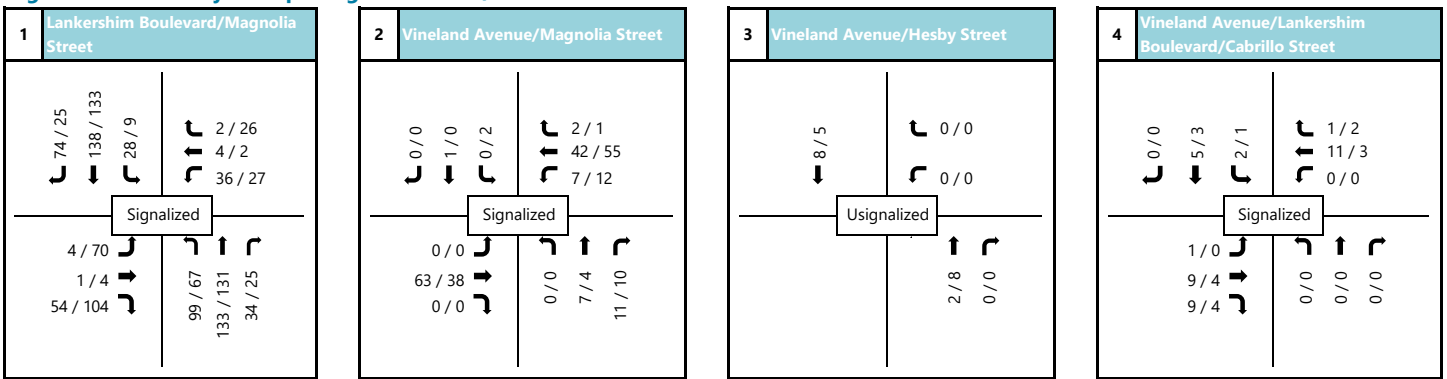 1
Lankershim Boulevard/Magnolia
Street
74 / 25
138 / 133
28 / 9
2 / 26
4 / 2
36 / 27
Signalized
4 / 70
1 / 4
54 / 104
99 / 67
133 / 131
34 / 25
2
Vineland Avenue/Magnolia Street
0 / 0
1 / 0
0 / 2
2 / 1
42 / 55
7 / 12
Signalized
0 / 0
63 / 38
0 / 0
0 / 0
7 / 4
11 / 10
3
Vineland Avenue/Hesby Street
8 / 5
0 / 0
0 / 0
Usignalized
2 / 8
0 / 0
4
Vineland Avenue/Lankershim
Boulevard/Cabrillo Street
0 / 0
5 / 3
2 / 1
1 / 2
11 / 3
0 / 0
Signalized
1 / 0
9 / 4
9 / 4
0 / 0
0 / 0
0 / 0